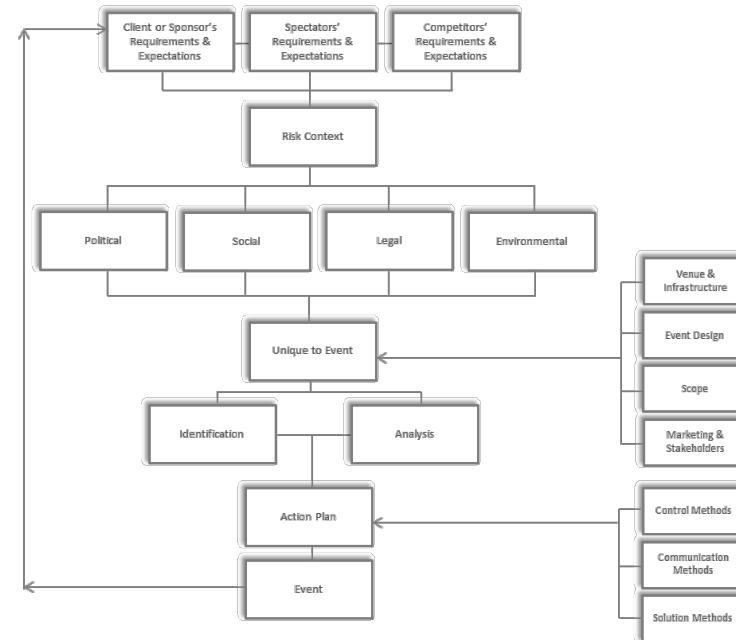 Client or Sponsor's
Requirements &
Expectations
Spectators'
Requirements &
Expectations
Competitors'
Requirements &
Expectations
Risk Context
Political
Social
Legal
Environmental
Venue &
Infrastructure
Unique to Event
Event Design
Scope
Marketing &
Stakeholders
Identification
Analysis
Action Plan
Control Methods
Communication
Methods
Event
Solution Methods